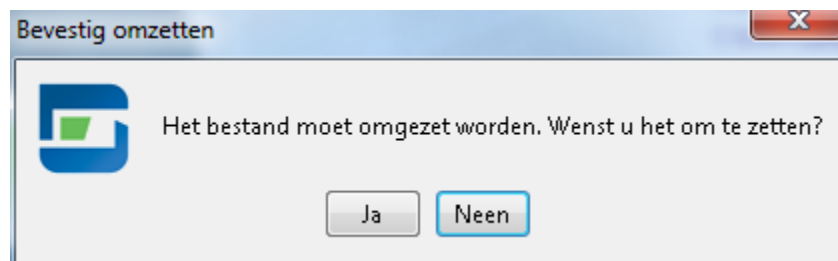 Bevestig omzetten
Het bestand moet omgezet worden. Wenst u het om te zetten?
Ja
Neen